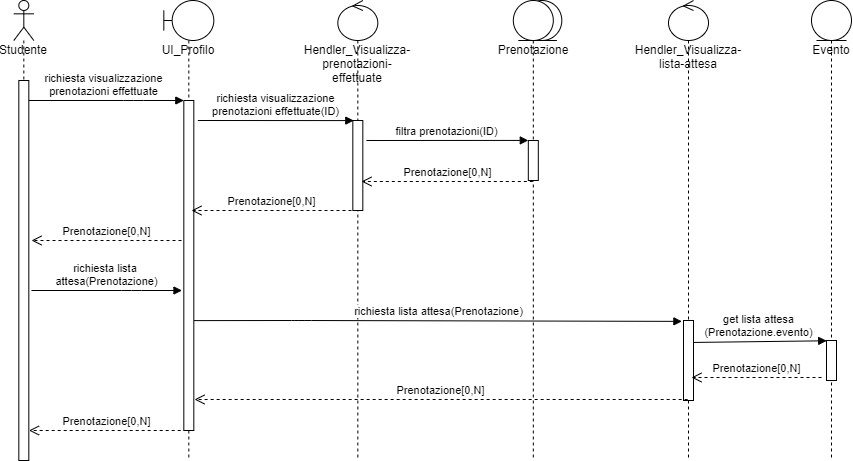 Studente
UI_Profilo
Hendler_Visualizza-
prenotazioni-
effettuate
Prenotazione
Hendler_Visualizza-
lista-attesa
Evento
richiesta visualizzazione
prenotazioni effettuate
richiesta visualizzazione
prenotazioni effettuate(ID)
filtra prenotazioni(ID)
Prenotazione[0,N]
Prenotazione[0,N]
Prenotazione[0,N]
richiesta lista
attesa(Prenotazione)
richiesta lista attesa(Prenotazione)
get lista attesa
(Prenotazione.evento)
Prenotazione[0,N]
Prenotazione[0,N]
Prenotazione[0,N]